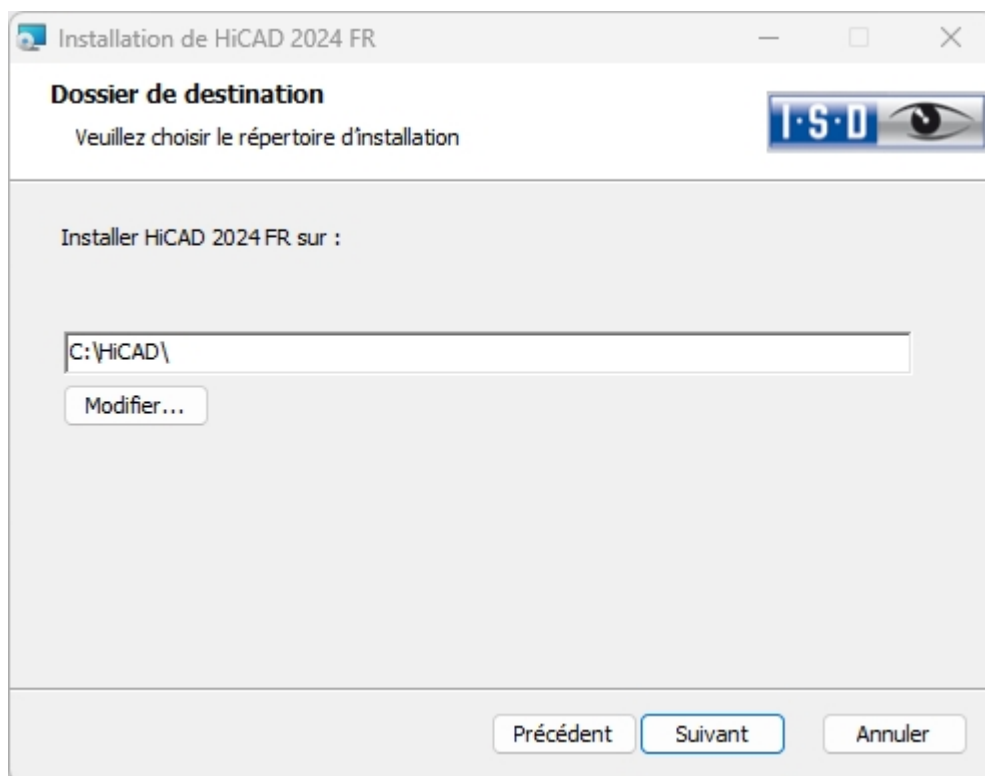 Installation de HiCAD 2024 FR
Dossier de destination
Veuillez choisir le répertoire d'installation
I·S·D
Installer HiCAD 2024 FR sur :
C:\HiCAD\
Modifier...
Précédent Suivant Annuler